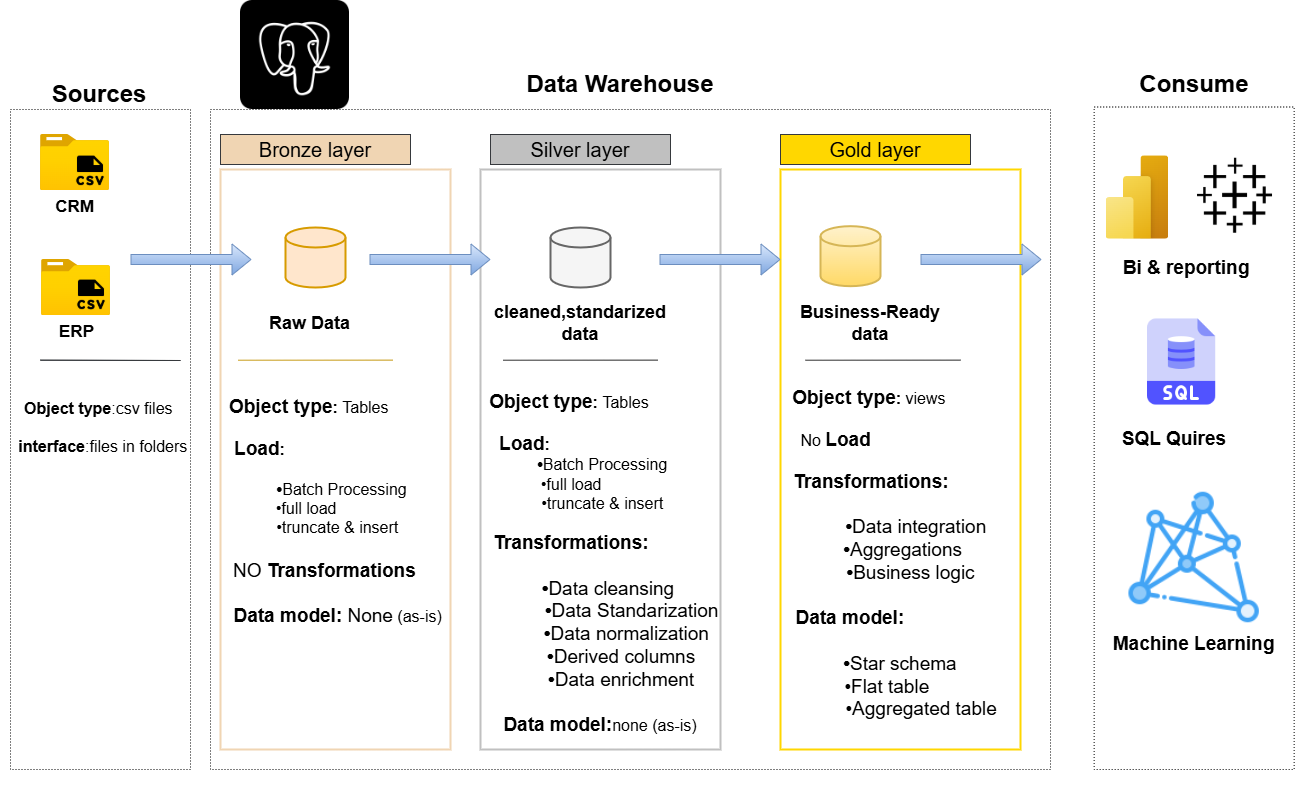 Sources
CSV
CRM
CSV
ERP
Object type:csv files
interface:files in folders
Data Warehouse
Bronze layer
Raw Data
Object type: Tables
Load:
•Batch Processing
•full load
•truncate & insert
NO Transformations
Data model: None (as-is)
Silver layer
cleaned,standarized
data
Object type: Tables
Load:
•Batch Processing
•full load
•truncate & insert
Transformations:
•Data cleansing
•Data Standarization
•Data normalization
•Derived columns
•Data enrichment
Data model:none (as-is)
Gold layer
Business-Ready
data
Object type: views
No Load
Transformations:
•Data integration
•Aggregations
•Business logic
Data model:
•Star schema
•Flat table
•Aggregated table
Consume
Bi & reporting
SQL
SQL Quires
Machine Learning